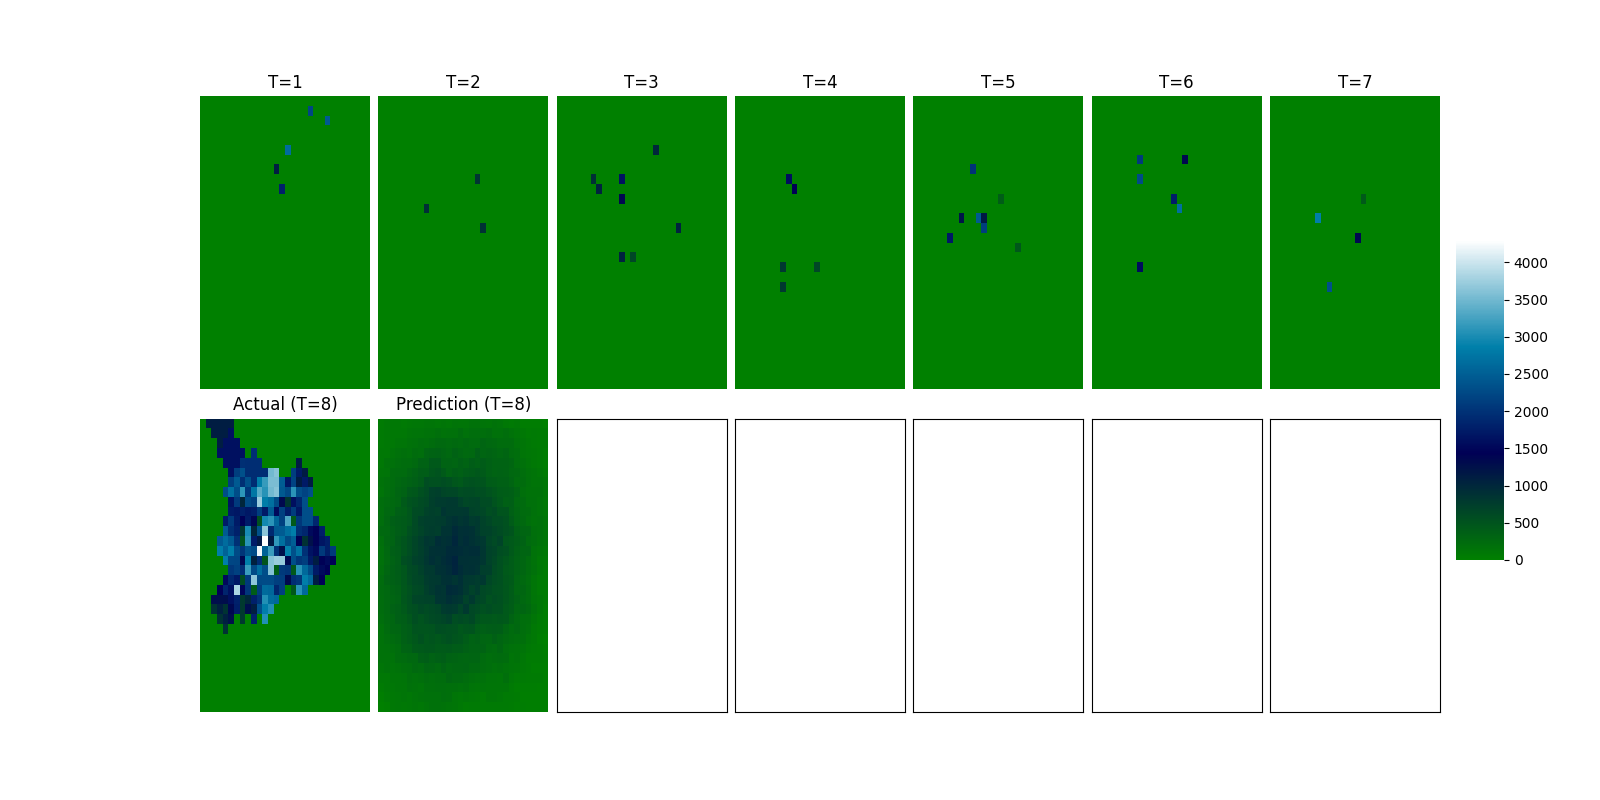 T=1
T=2
T=3
T=4
T=5
T=6
T=7
Actual (T=8)
Prediction (T=8)
4000
3500
3000
2500
2000
1500
1000
500
0